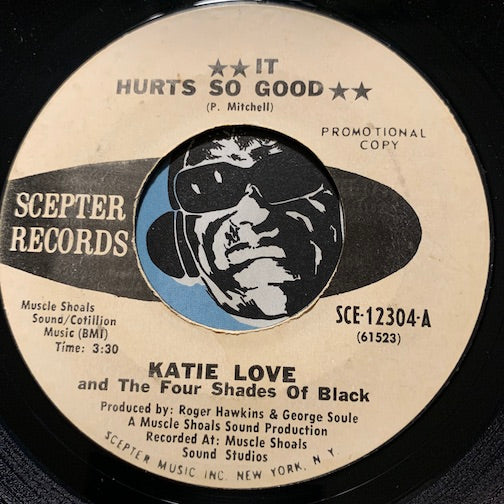 ★★ IT
HURTS SO GOOD ★★
(P. Mitchell)
PROMOTIONAL
COPY
SCEPTER
RECORDS
Muscle Shoals
Sound/Cotillion
Music (BMI)
Time: 3:30
SCE-12304-A
(61523)
KATIE LOVE
and The Four Shades Of Black
Produced by: Roger Hawkins & George Soule
A Muscle Shoals Sound Production
Recorded At: Muscle Shoals
Sound Studios
SCEPTER MUSIC INC. NEW YORK, N. Y.